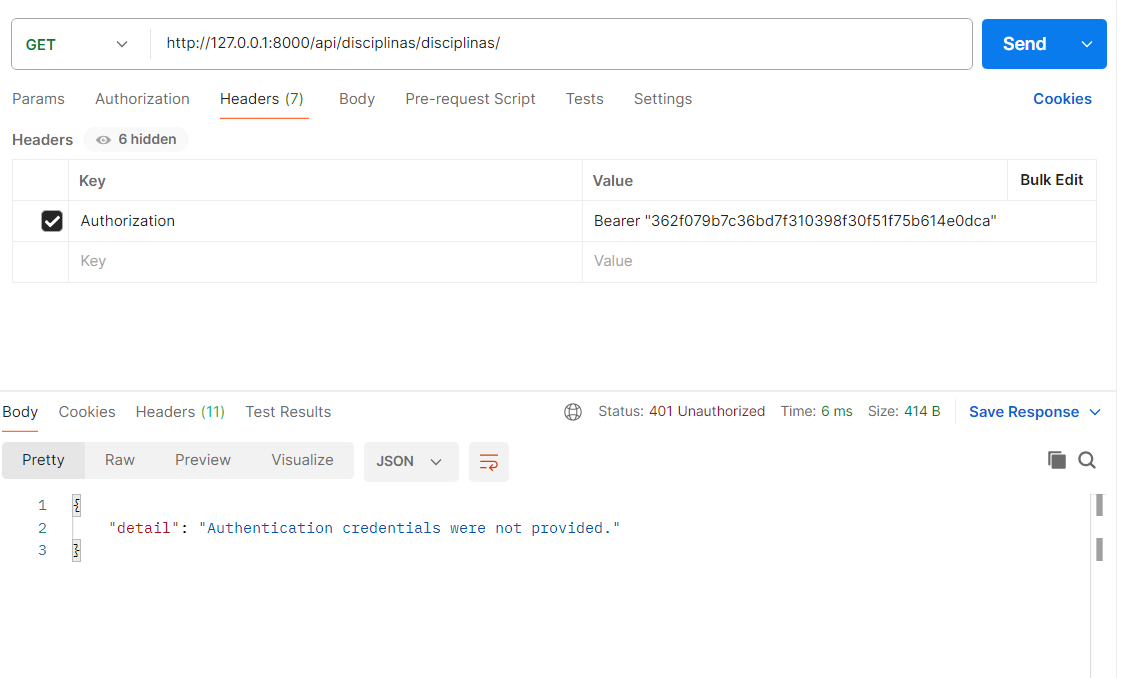 GET http://127.0.0.1:8000/api/disciplinas/disciplinas/ Send
Params Authorization Headers (7) Body Pre-request Script Tests Settings Cookies
Headers 6 hidden
Key Value Bulk Edit
Authorization Bearer "362f079b7c36bd7f310398f30f51f75b614e0dca"
Key Value
Body Cookies Headers (11) Test Results Status: 401 Unauthorized Time: 6 ms Size: 414 B Save Response
Pretty Raw Preview Visualize JSON
1 {
2 "detail": "Authentication credentials were not provided."
3 }